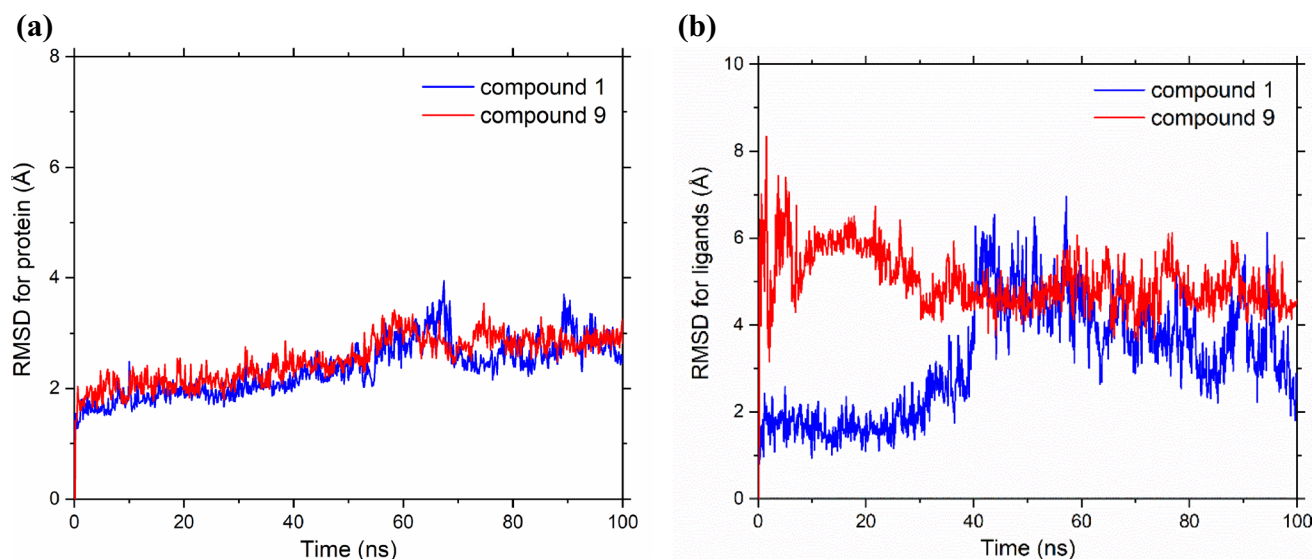 (a)
RMSD for protein (Å)
8
6
4
2
0
compound 1
compound 9
0 20 40 60 80 100
Time (ns)
(b)
RMSD for ligands (Å)
10
8
6
4
2
0
compound 1
compound 9
0 20 40 60 80 100
Time (ns)